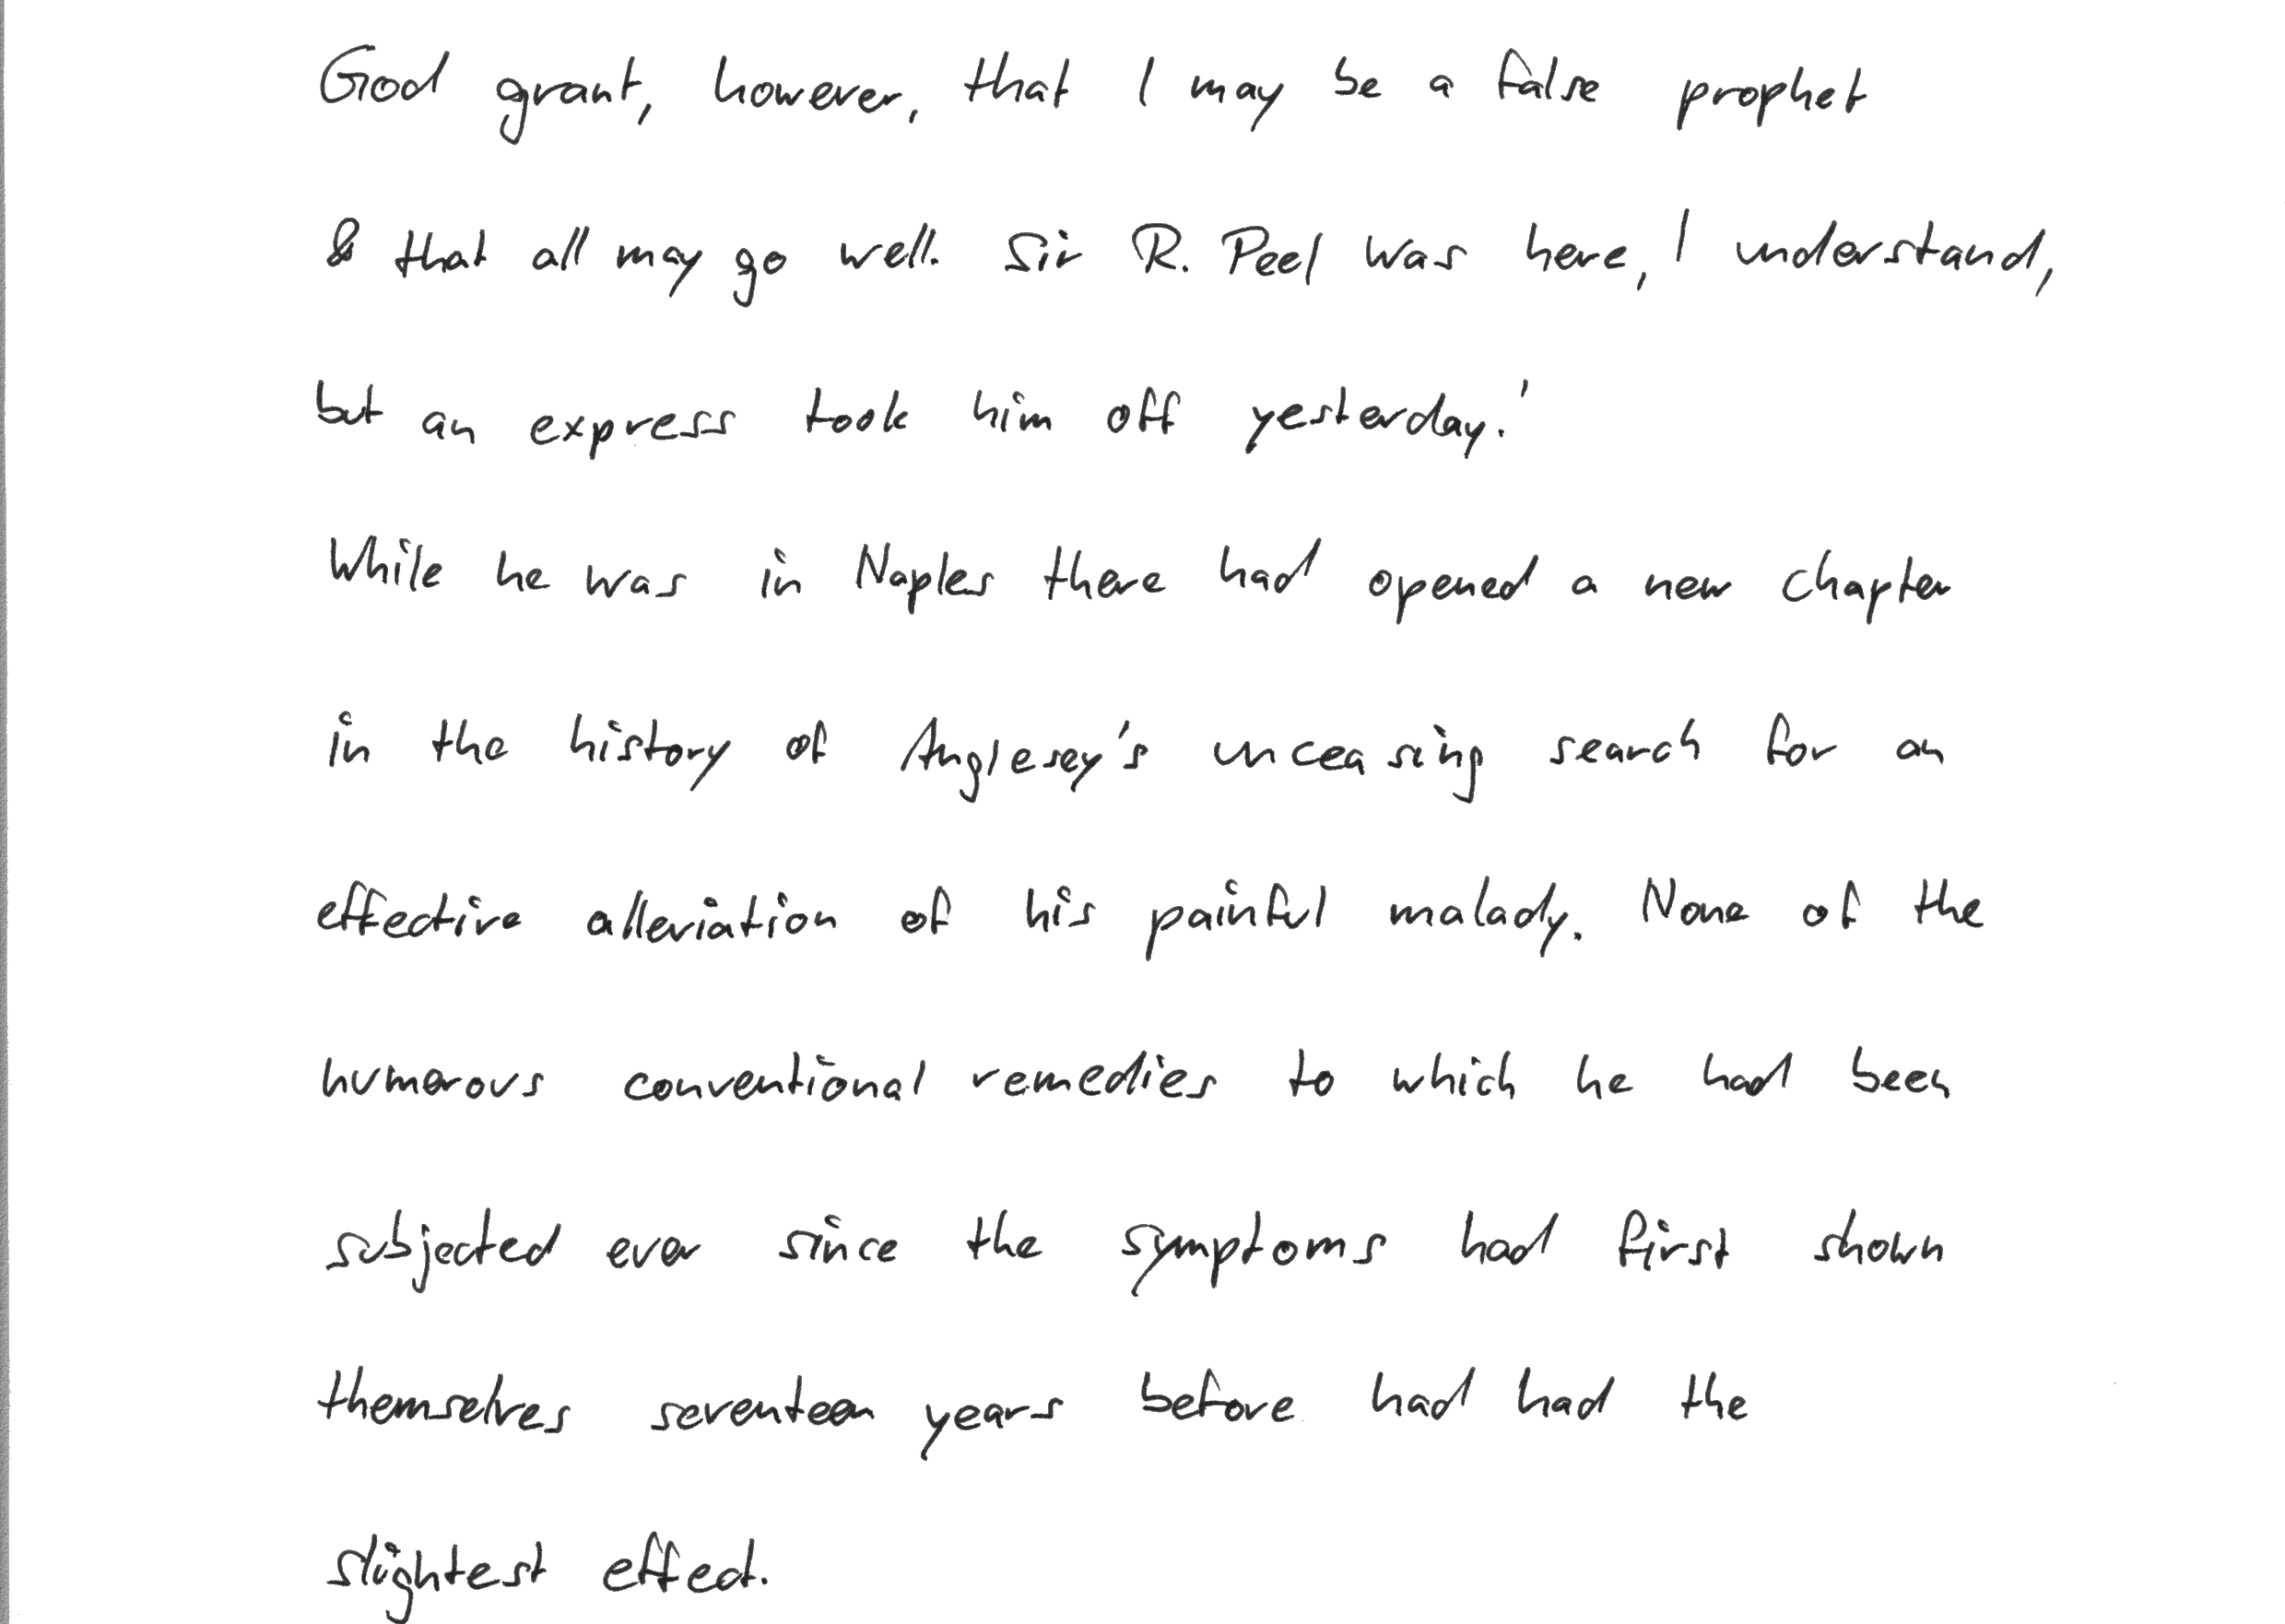 God grant, however, that I may be a false prophet
& that all may go well. Sir R. Peel was here, I understand,
but an express took him off yesterday.'
While he was in Naples there had opened a new chapter
in the history of Anglesey's unceasing search for an
effective alleviation of his painful malady. None of the
numerous conventional remedies to which he had been
subjected ever since the symptoms had first shown
themselves seventeen years before had had the
slightest effect.